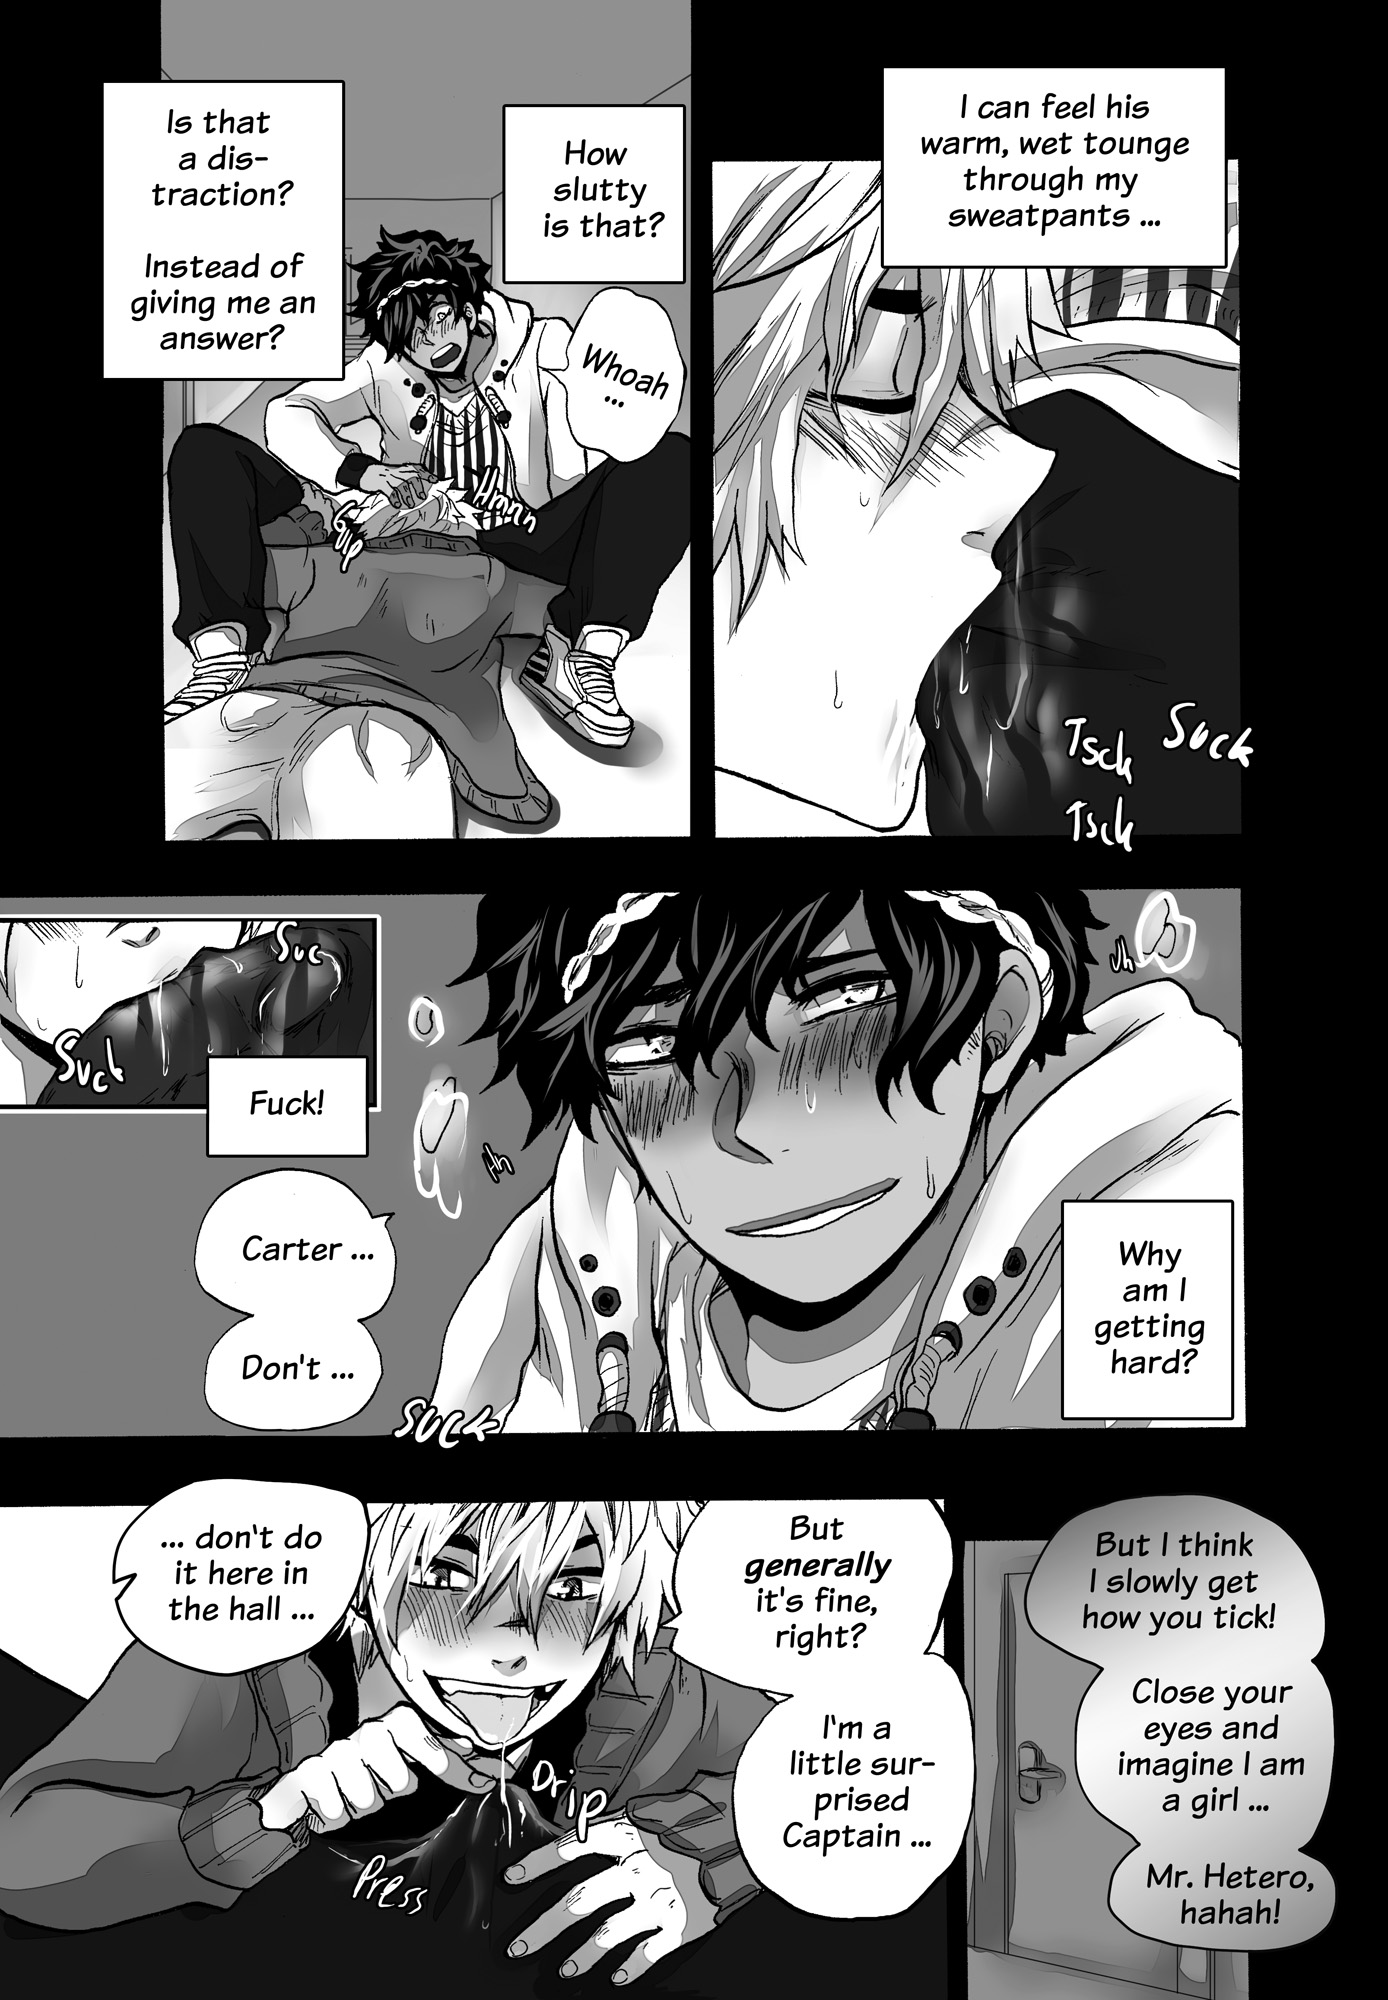 Is that
a dis-
traction?
Instead of
giving me an
answer?
How
slutty
is that?
Whoah
...
Hmnn
Slip
I can feel his
warm, wet tounge
through my
sweatpants ...
Tsch
Suck
Tsch
Suc
Suck
Fuck!
Uh
Ah
Carter ...
Don't ...
Suck
Why
am I
getting
hard?
... don't do
it here in
the hall ...
But
generally
it's fine,
right?
I'm a
little sur-
prised
Captain ...
Drip
Press
But I think
I slowly get
how you tick!
Close your
eyes and
imagine I am
a girl ...
Mr. Hetero,
hahah!